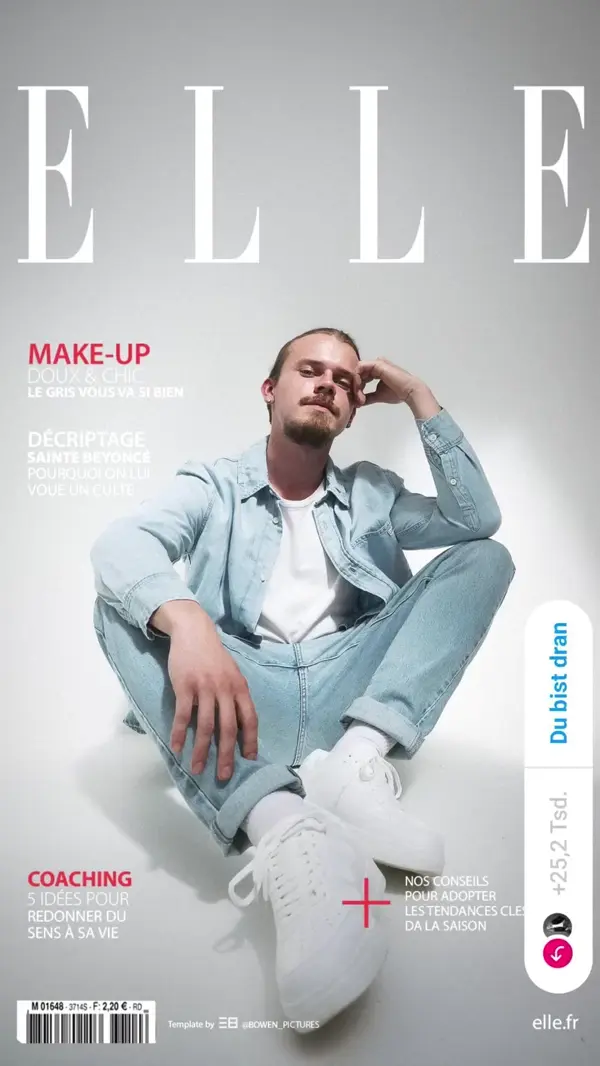 ELLE
MAKE-UP
DOUX & CHIC
LE GRIS VOUS VA SI BIEN
DÉCRIPTAGE
SAINTE BEYONCÉ
POURQUOI ON LUI
VOUE UN CULTE
Du bist dran
+25,2 Tsd.
COACHING
5 IDÉES POUR
REDONNER DU
SENS À SA VIE
NOS CONSEILS
POUR ADOPTER
LES TENDANCES CLES
DA LA SAISON
M 01648 - 3714S - F: 2,20 € - RD
Template by @BOWEN_PICTURES
elle.fr